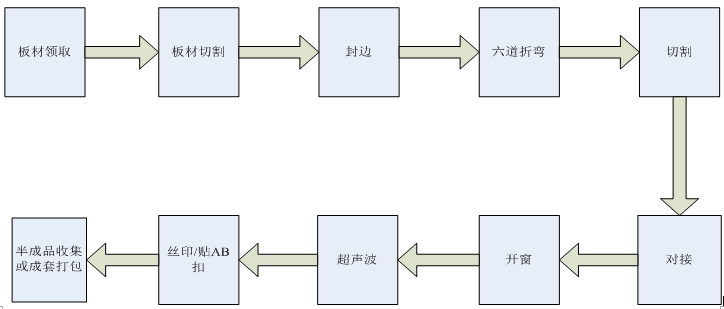 板材领取
板材切割
封边
六道折弯
切割
对接
开窗
超声波
丝印/贴AB
扣
半成品收集
或成套打包